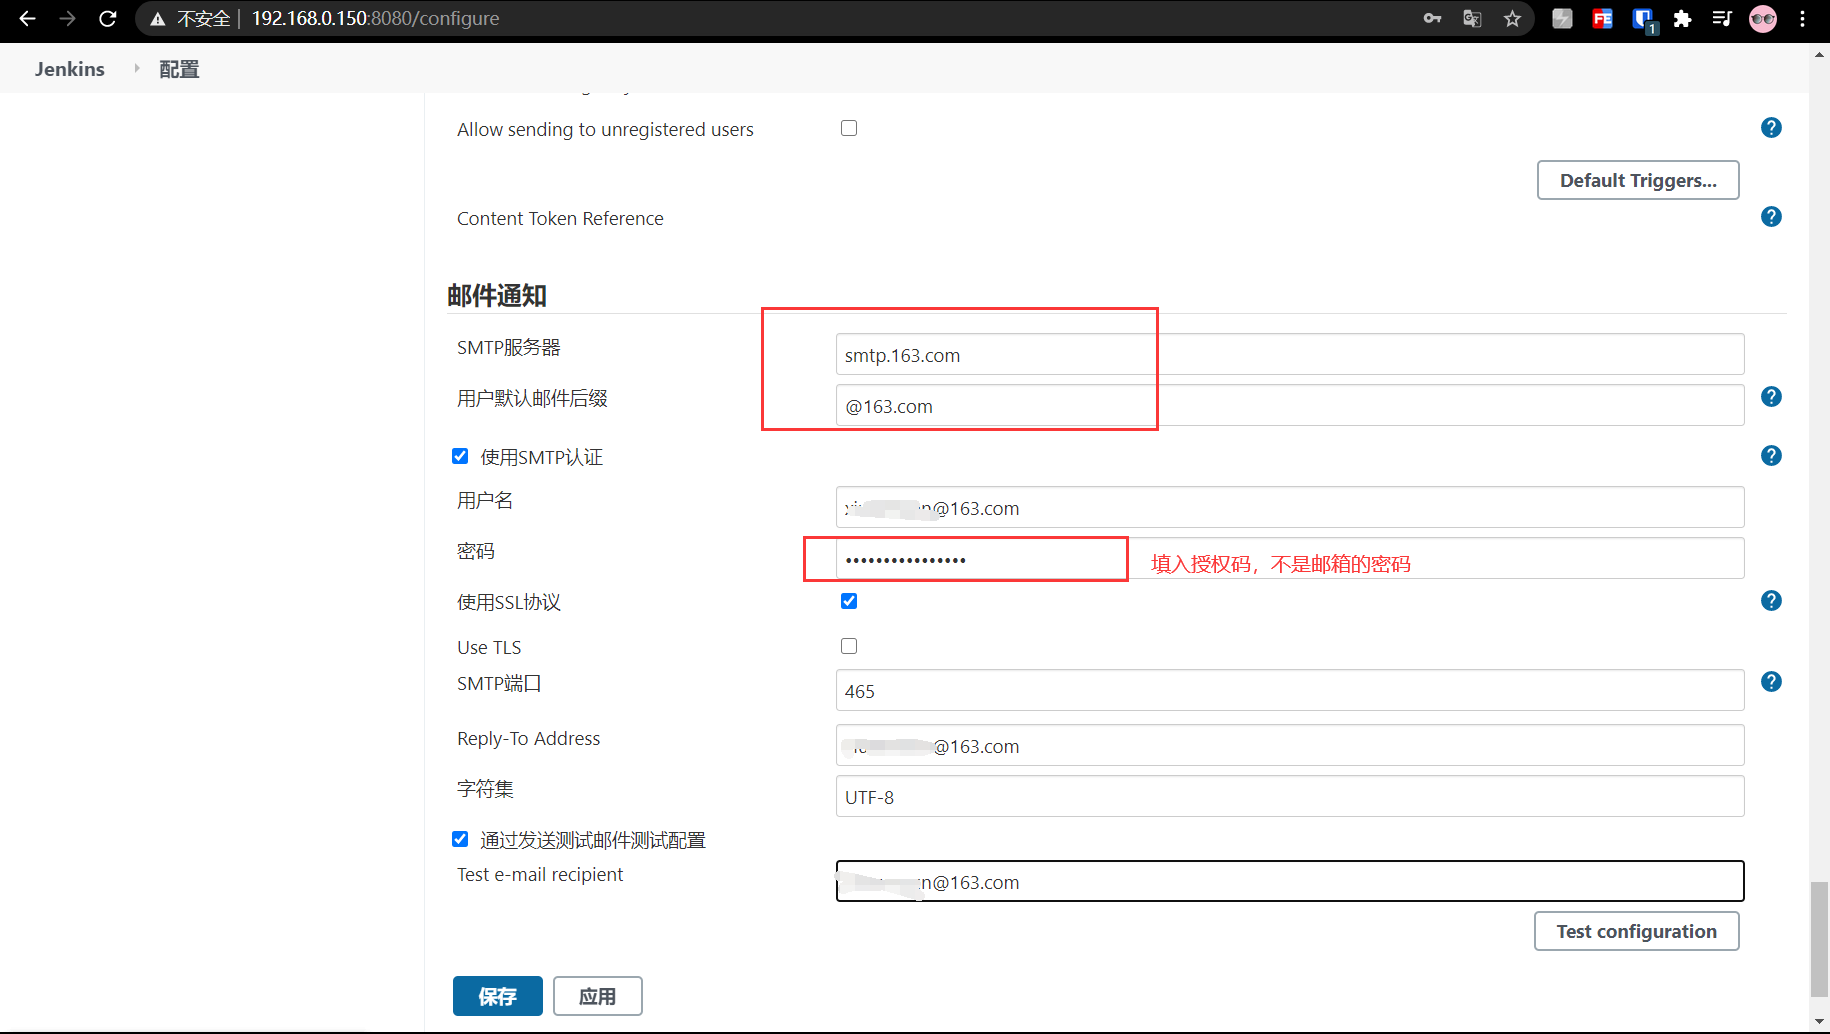 不安全 192.168.0.150:8080/configure
1
Jenkins 配置
Allow sending to unregistered users
Default Triggers...
Content Token Reference
邮件通知
SMTP服务器 smtp.163.com
用户默认邮件后缀 @163.com
使用SMTP认证
用户名 @163.com
密码 填入授权码，不是邮箱的密码
使用SSL协议
Use TLS
SMTP端口 465
Reply-To Address @163.com
字符集 UTF-8
通过发送测试邮件测试配置
Test e-mail recipient n@163.com
Test configuration
保存 应用